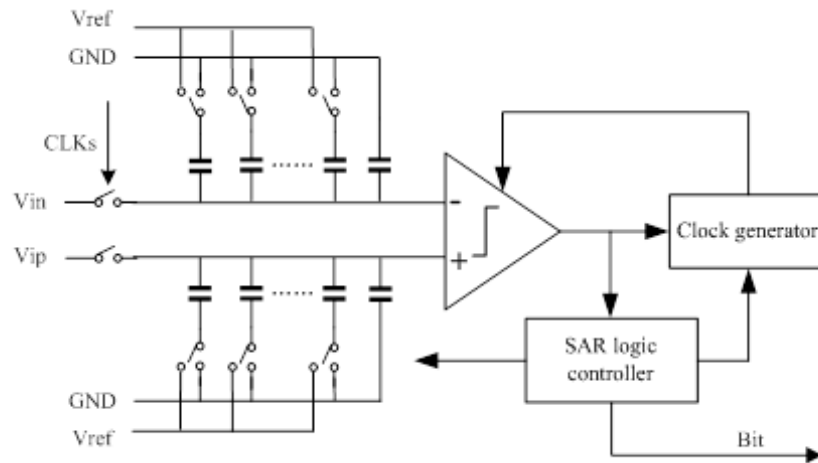 Vref
GND
CLKs
Vin
Vip
-
+
Clock generator
SAR logic
controller
GND
Vref
Bit